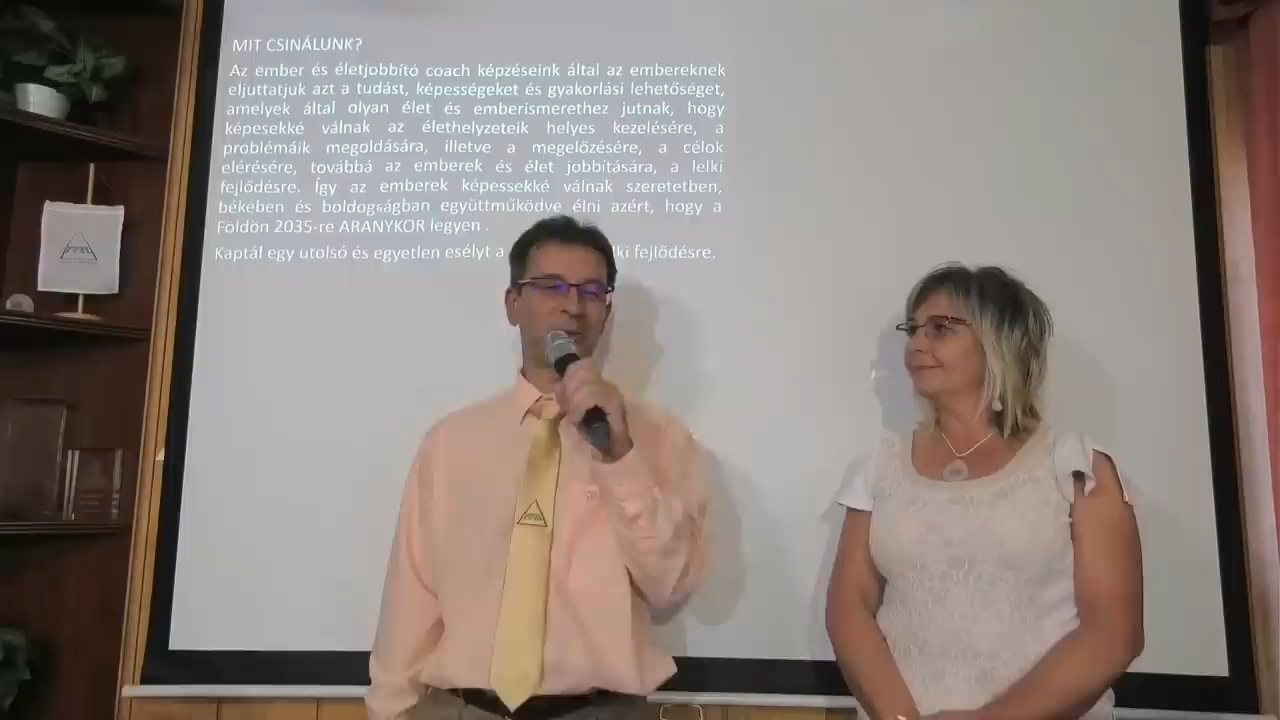 MIT CSINÁLUNK?
Az ember és életjobbító coach képzéseink által az embereknek
eljuttatjuk azt a tudást, képességeket és gyakorlási lehetőséget,
amelyek által olyan élet és emberismerethez jutnak, hogy
képesekké válnak az élethelyzeteik helyes kezelésére, a
problémáik megoldására, illetve a megelőzésére, a célok
elérésére, továbbá az emberek és élet jobbítására, a lelki
fejlődésre. Így az emberek képessekké válnak szeretetben,
békében és boldogságban együttműködve élni azért, hogy a
Földön 2035-re ARANYKOR legyen .
Kaptál egy utolsó és egyetlen esélyt a lki fejlődésre.